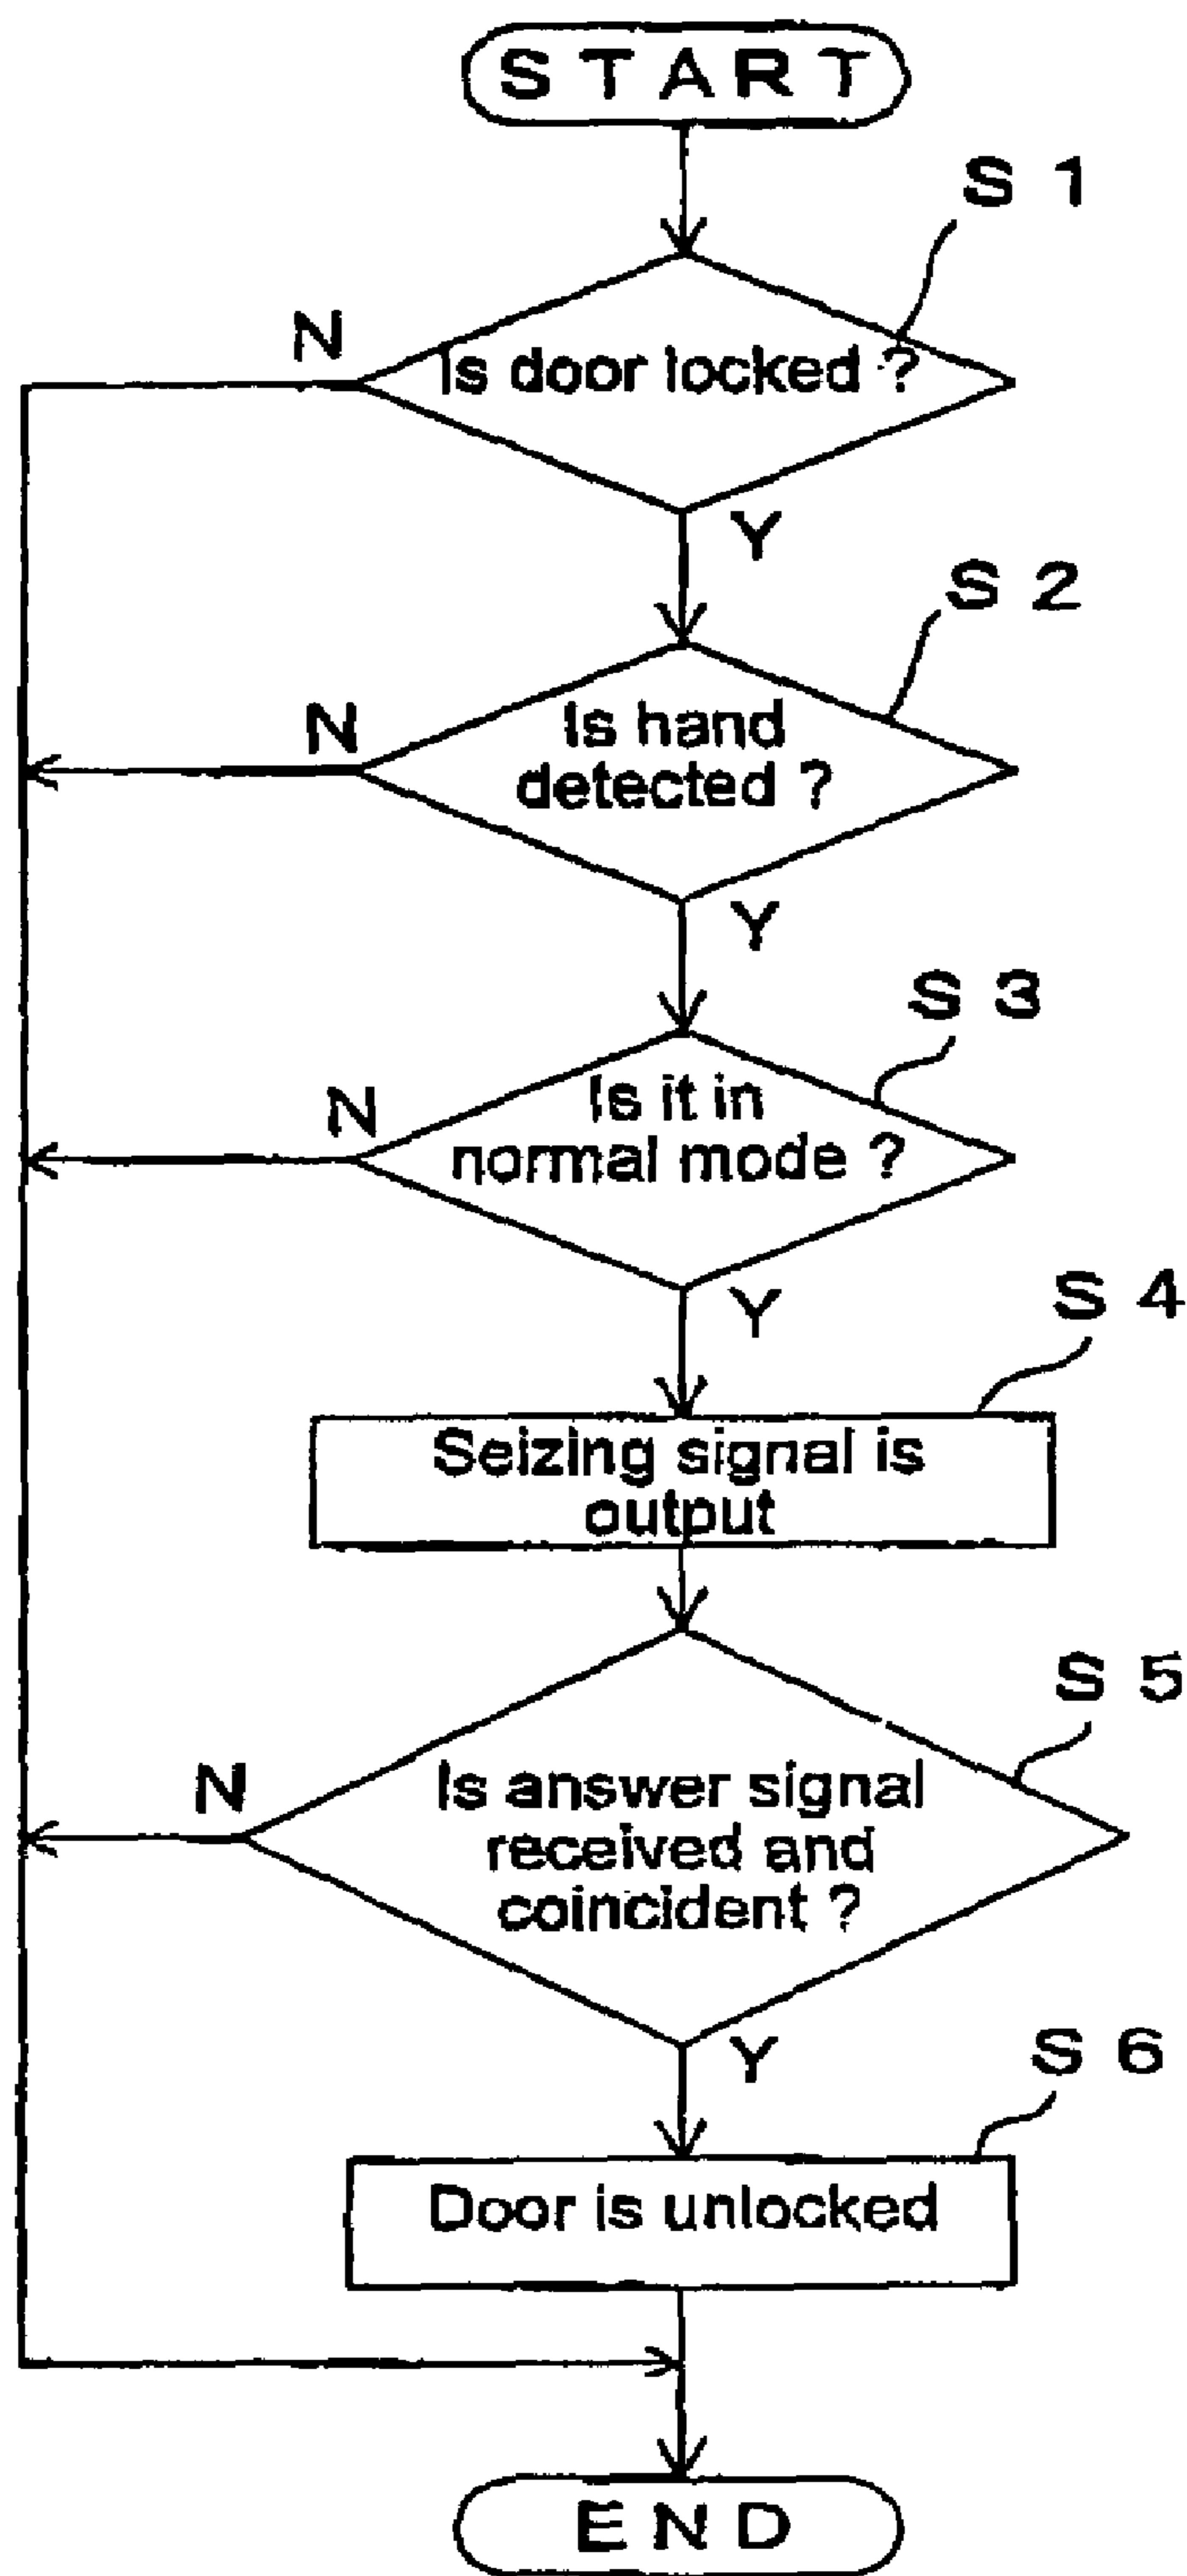 START
S 1
N
Is door locked ?
Y
S 2
N
Is hand
detected ?
Y
S 3
N
Is it in
normal mode ?
Y
S 4
Seizing signal is
output
S 5
N
Is answer signal
received and
coincident ?
Y
S 6
Door is unlocked
END